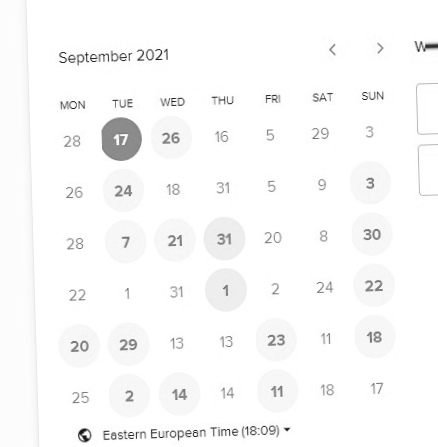 September 2021 < >
MON TUE WED THU FRI SAT SUN
28 17 26 16 5 29 3
26 24 18 31 5 9 3
28 7 21 31 20 8 30
22 1 31 1 2 24 22
20 29 13 13 23 11 18
25 2 14 14 11 18 17
Eastern European Time (18:09)